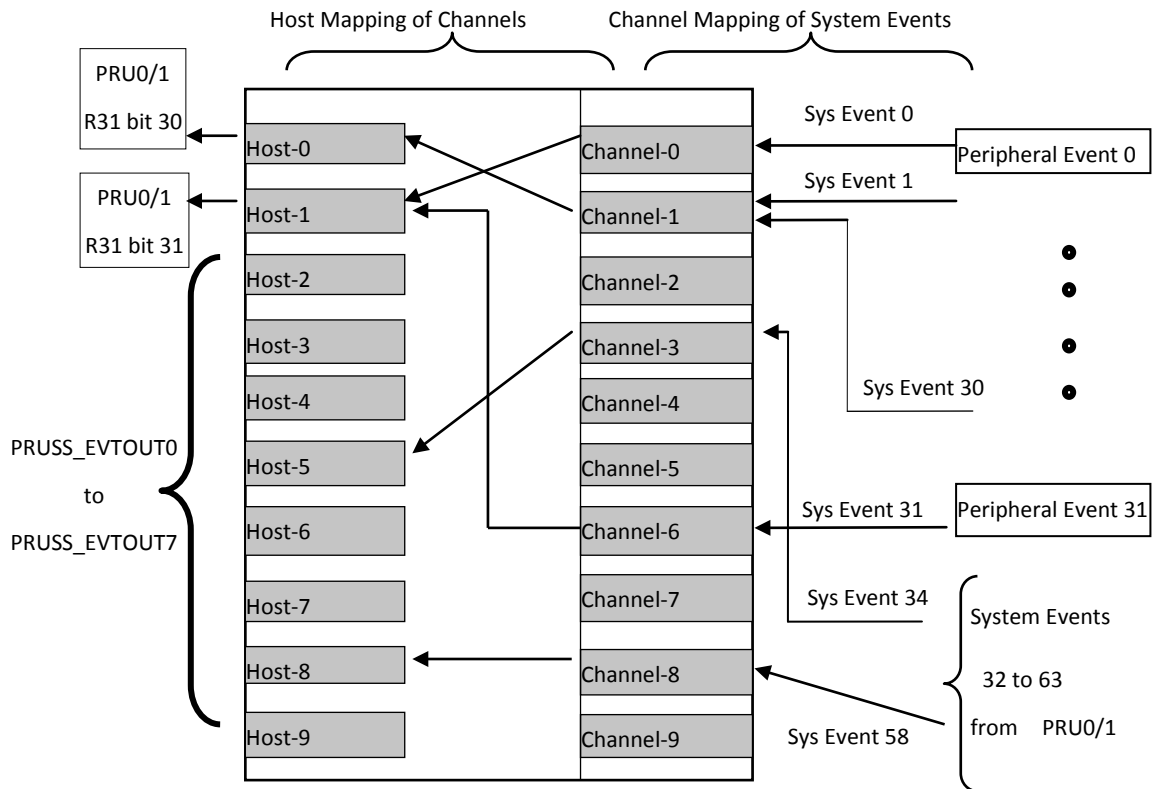 Host Mapping of Channels
Channel Mapping of System Events
PRU0/1
R31 bit 30
PRU0/1
R31 bit 31
PRUSS_EVTOUT0
to
PRUSS_EVTOUT7
Host-0
Host-1
Host-2
Host-3
Host-4
Host-5
Host-6
Host-7
Host-8
Host-9
Channel-0
Channel-1
Channel-2
Channel-3
Channel-4
Channel-5
Channel-6
Channel-7
Channel-8
Channel-9
Sys Event 0
Sys Event 1
Sys Event 30
Sys Event 31
Sys Event 34
Sys Event 58
Peripheral Event 0
Peripheral Event 31
System Events
32 to 63
from PRU0/1